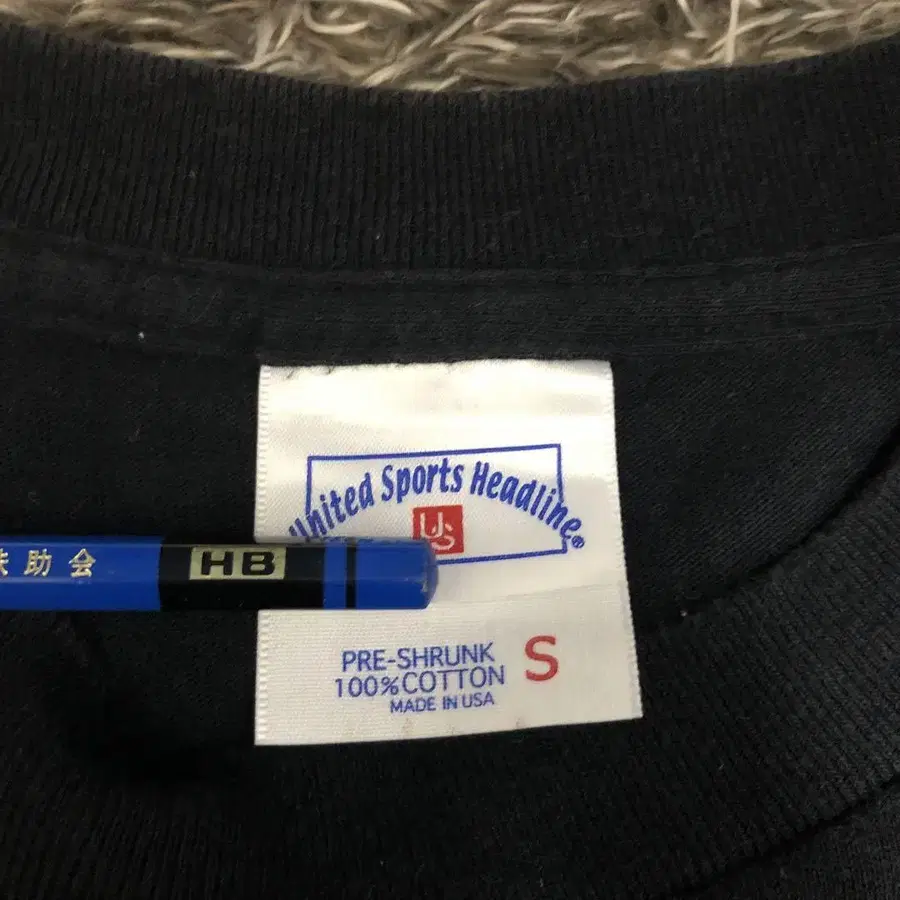 United Sports Headline®
US
助会 HB
PRE-SHRUNK S
100%COTTON
MADE IN USA